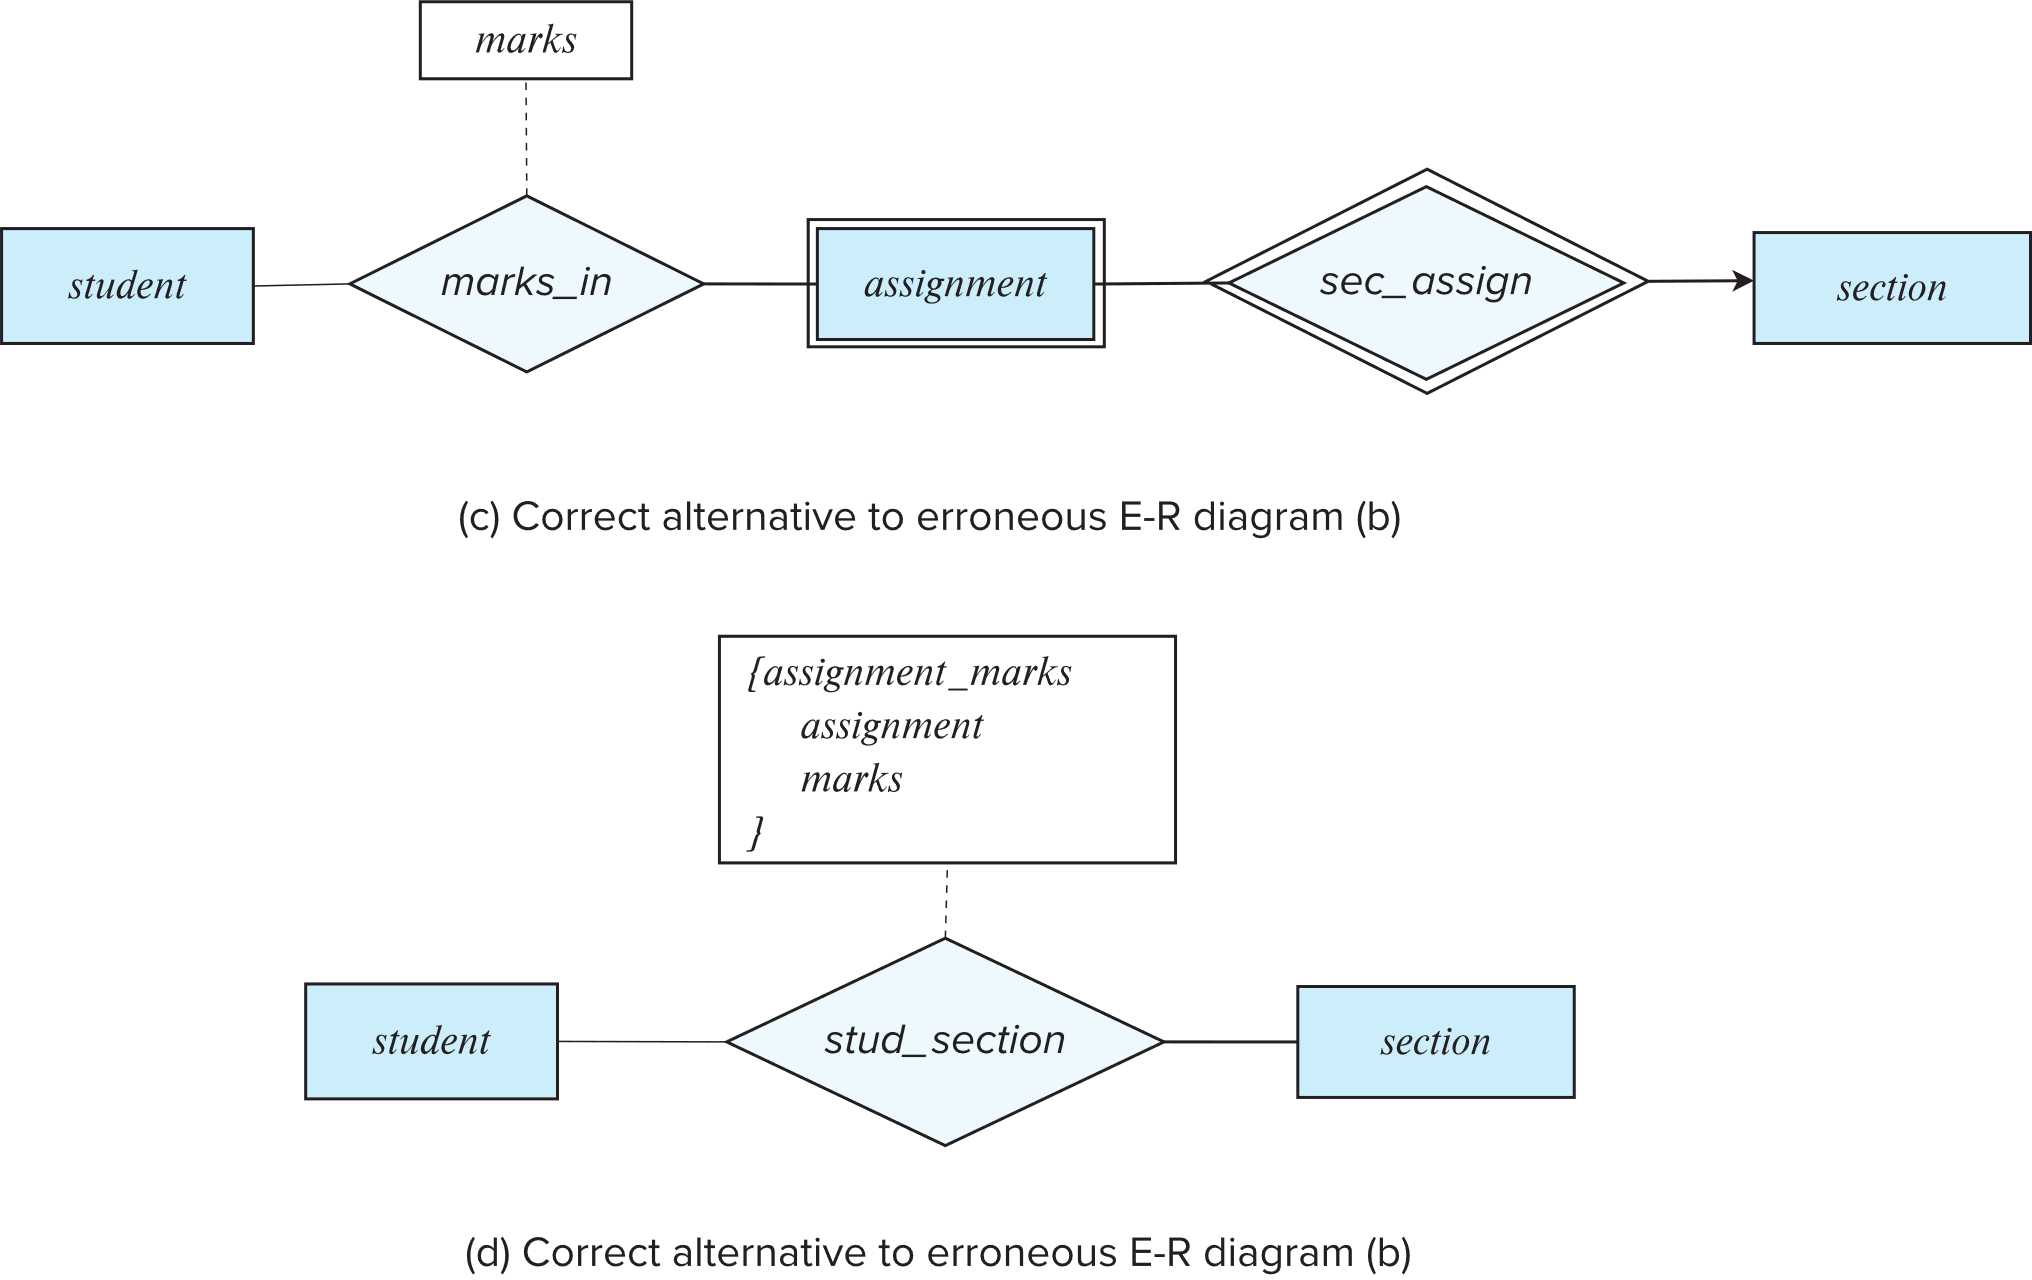 marks
student
marks_in
assignment
sec_assign
section
(c) Correct alternative to erroneous E-R diagram (b)
{assignment_marks
assignment
marks
}
student
stud_section
section
(d) Correct alternative to erroneous E-R diagram (b)